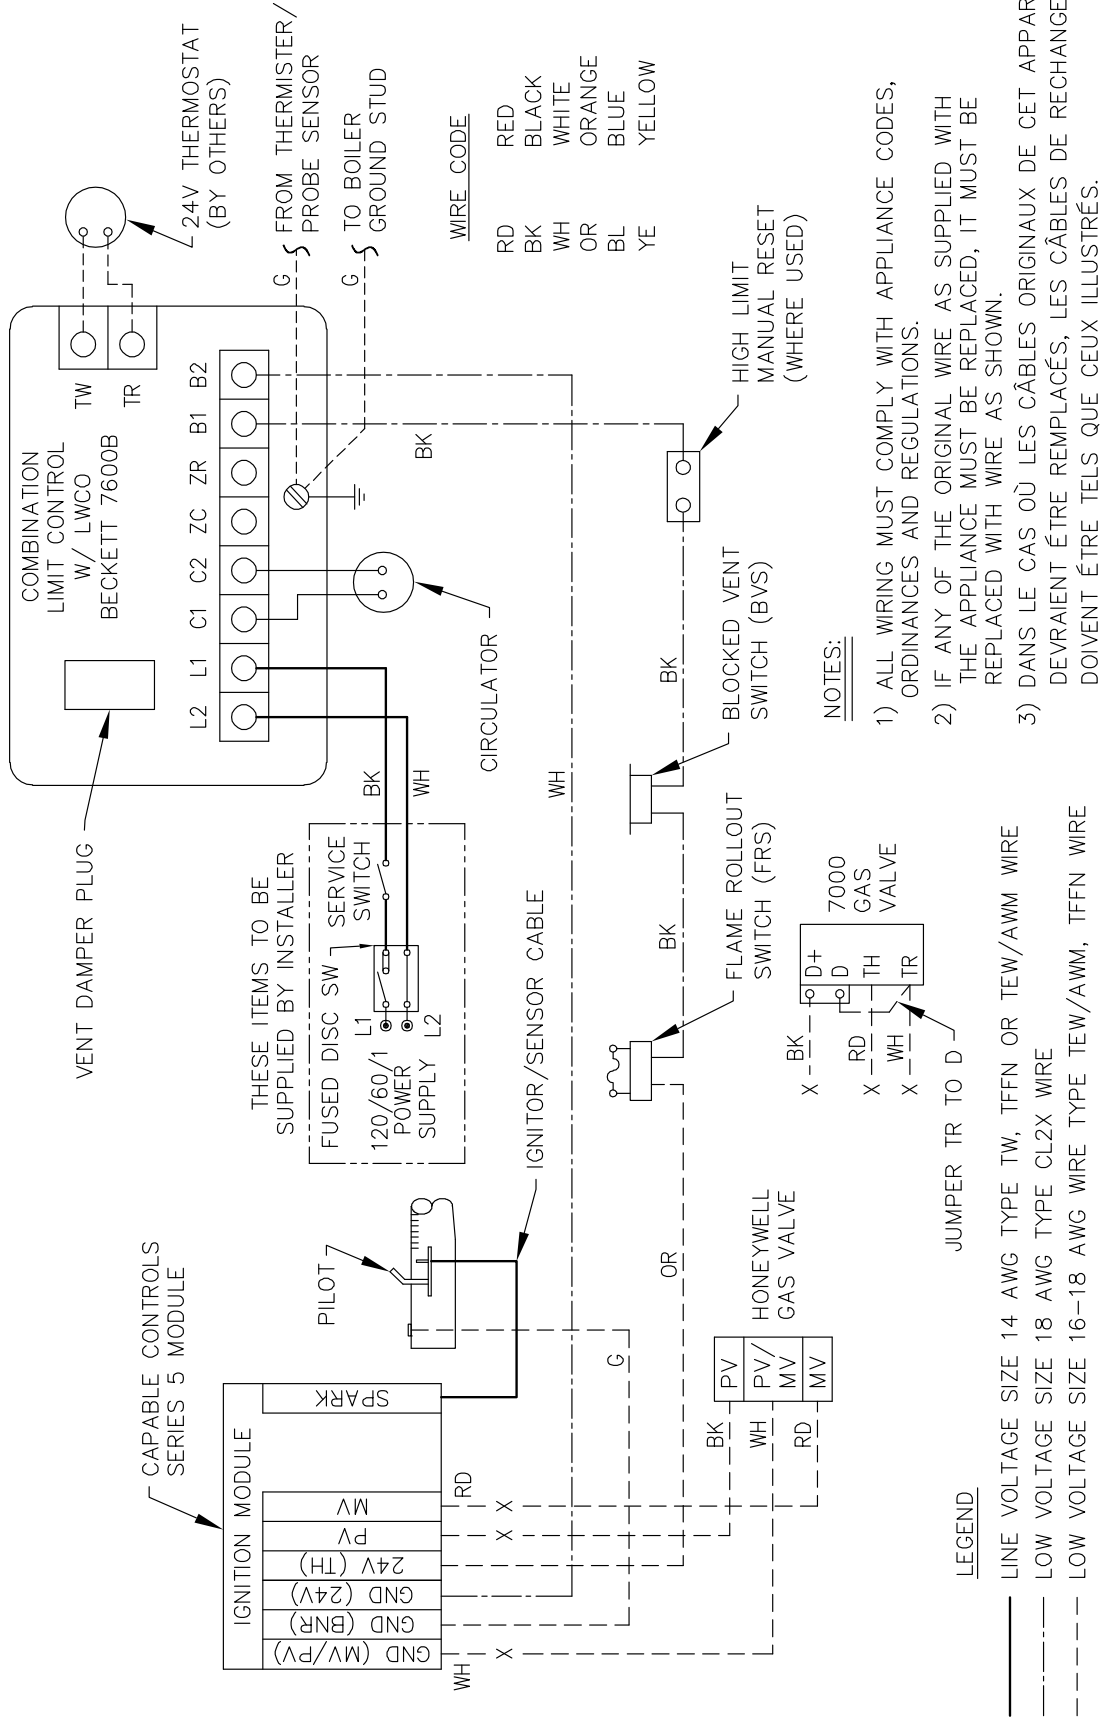 COMBINATION
LIMIT CONTROL
W/ LWCO
BECKETT 7600B
TW
TR
24V THERMOSTAT
(BY OTHERS)
VENT DAMPER PLUG
L2
L1
C1
C2
ZC
ZR
B1
B2
G
FROM THERMISTER/
PROBE SENSOR
G
TO BOILER
GROUND STUD
THESE ITEMS TO BE
SUPPLIED BY INSTALLER
FUSED DISC SW
SERVICE
SWITCH
L1
120/60/1
POWER
SUPPLY
L2
BK
WH
CIRCULATOR
BK
WIRE CODE
RD RED
BK BLACK
WH WHITE
OR ORANGE
BL BLUE
YE YELLOW
CAPABLE CONTROLS
SERIES 5 MODULE
PILOT
IGNITOR/SENSOR CABLE
IGNITION MODULE
GND (MV/PV)
GND (BNR)
GND (24V)
24V (TH)
PV
MV
SPARK
WH
RD
X
X
X
G
WH
OR
BK
BK
FLAME ROLLOUT
SWITCH (FRS)
BLOCKED VENT
SWITCH (BVS)
HIGH LIMIT
MANUAL RESET
(WHERE USED)
BK
WH
RD
PV
PV/
MV
MV
HONEYWELL
GAS VALVE
X BK
X RD
X WH
D+
D
TH
TR
7000
GAS
VALVE
JUMPER TR TO D
NOTES:
1) ALL WIRING MUST COMPLY WITH APPLIANCE CODES,
ORDINANCES AND REGULATIONS.
2) IF ANY OF THE ORIGINAL WIRE AS SUPPLIED WITH
THE APPLIANCE MUST BE REPLACED, IT MUST BE
REPLACED WITH WIRE AS SHOWN.
3) DANS LE CAS OÙ LES CÂBLES ORIGINAUX DE CET APPAR
DEVRAIENT ÉTRE REMPLACÉS, LES CÂBLES DE RECHANGE
DOIVENT ÉTRE TELS QUE CEUX ILLUSTRÉS.
LEGEND
LINE VOLTAGE SIZE 14 AWG TYPE TW, TFFN OR TEW/AWM WIRE
LOW VOLTAGE SIZE 18 AWG TYPE CL2X WIRE
LOW VOLTAGE SIZE 16-18 AWG WIRE TYPE TEW/AWM, TFFN WIRE